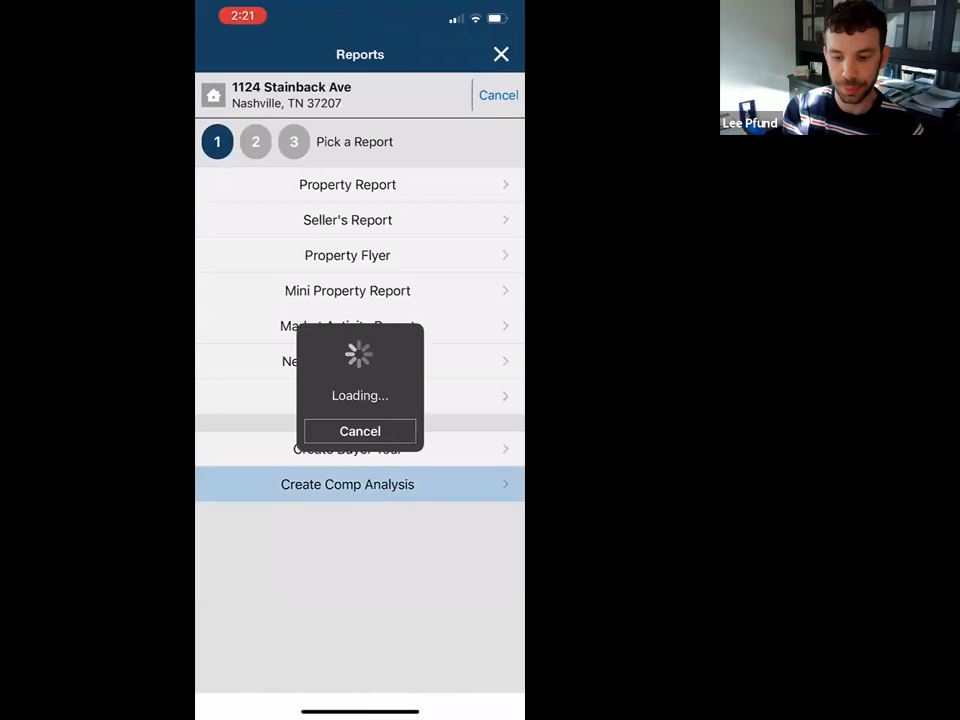 2:21
Reports
1124 Stainback Ave
Nashville, TN 37207
Cancel
1 2 3 Pick a Report
Property Report
Seller's Report
Property Flyer
Mini Property Report
Loading...
Cancel
Create Comp Analysis
Lee Pfund